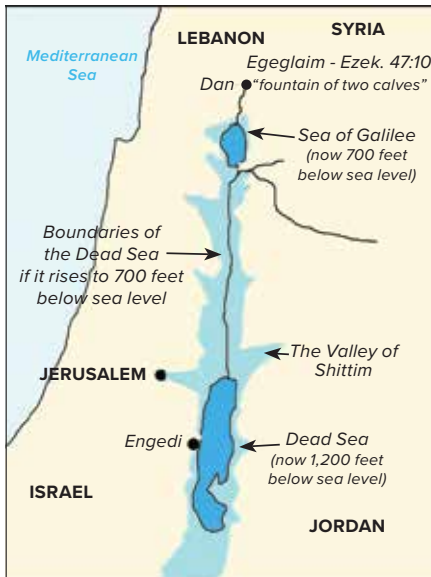 LEBANON
SYRIA
Mediterranean
Sea
Egeglaim - Ezek. 47:10
Dan
“fountain of two calves”
Sea of Galilee
(now 700 feet
below sea level)
Boundaries of
the Dead Sea
if it rises to 700 feet
below sea level
The Valley of
Shittim
JERUSALEM
Engedi
Dead Sea
(now 1,200 feet
below sea level)
ISRAEL
JORDAN